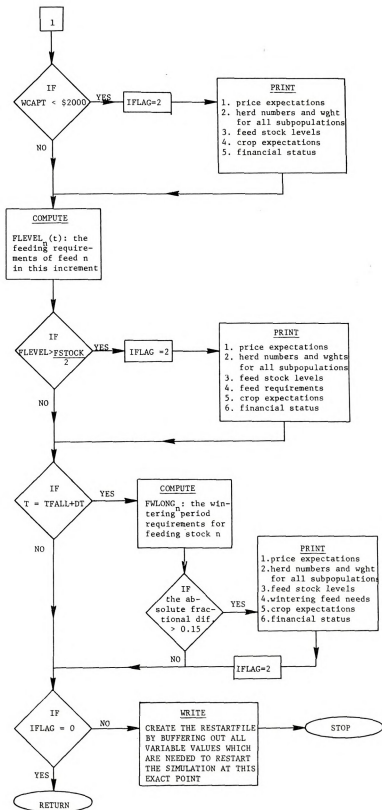 1
IF
WCAPT < $2000
YES
IFLAG=2
PRINT
1. price expectations
2. herd numbers and wght
for all subpopulations
3. feed stock levels
4. crop expectations
5. financial status
NO
COMPUTE
FLEVELn(t): the
feeding require-
ments of feed n
in this increment
IF
FLEVEL>FSTOCK
2
YES
IFLAG =2
PRINT
1. price expectations
2. herd numbers and wghts
for all subpopulations
3. feed stock levels
4. feed requirements
5. crop expectations
6. financial status
NO
IF
T = TFALL+DT
YES
COMPUTE
FWLONGn: the win-
tering period
requirements for
feeding stock n
NO
IF
the ab-
solute frac-
tional dif.
> 0.15
YES
PRINT
1.price expectations
2.herd numbers and wght
for all subpopulations
3.feed stock levels
4.wintering feed needs
5.crop expectations
6.financial status
NO
IFLAG=2
IF
IFLAG = 0
NO
WRITE
CREATE THE RESTARTFILE
BY BUFFERING OUT ALL
VARIABLE VALUES WHICH
ARE NEEDED TO RESTART
THE SIMULATION AT THIS
EXACT POINT
STOP
YES
RETURN